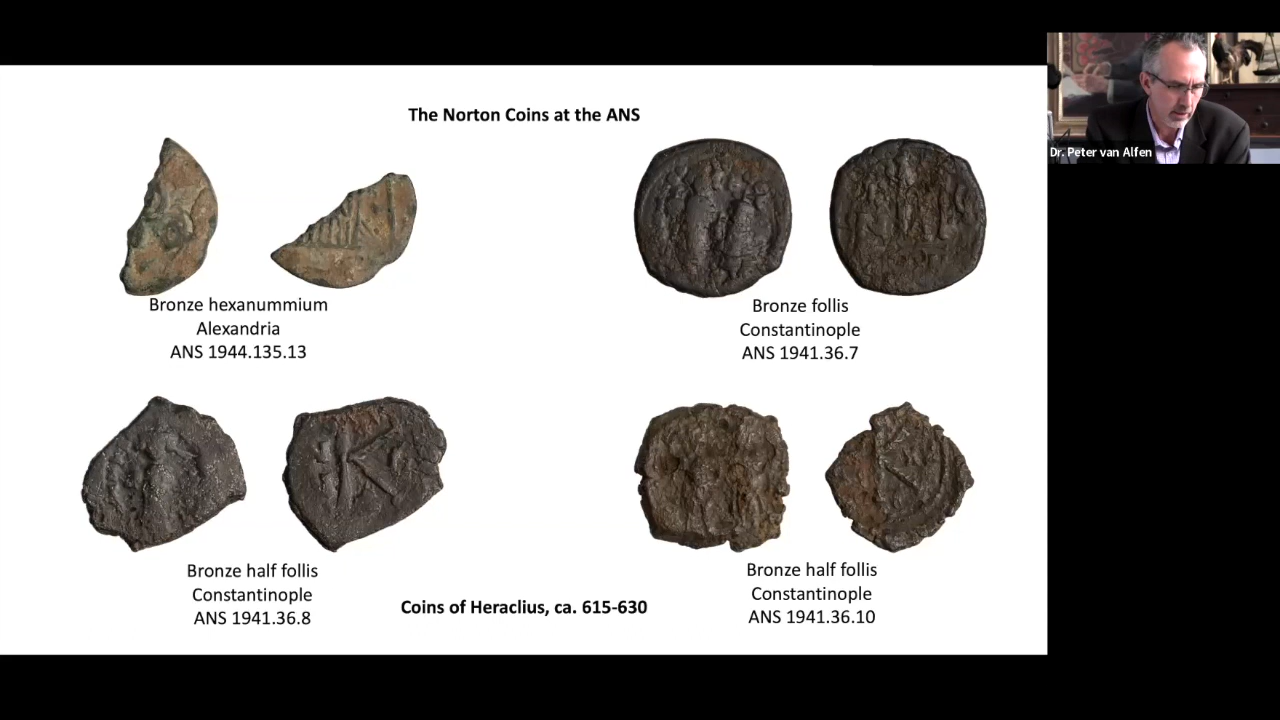 The Norton Coins at the ANS
Dr. Peter van Alfen
Bronze hexanummium
Alexandria
ANS 1944.135.13
Bronze follis
Constantinople
ANS 1941.36.7
Bronze half follis
Constantinople
ANS 1941.36.8
Coins of Heraclius, ca. 615-630
Bronze half follis
Constantinople
ANS 1941.36.10